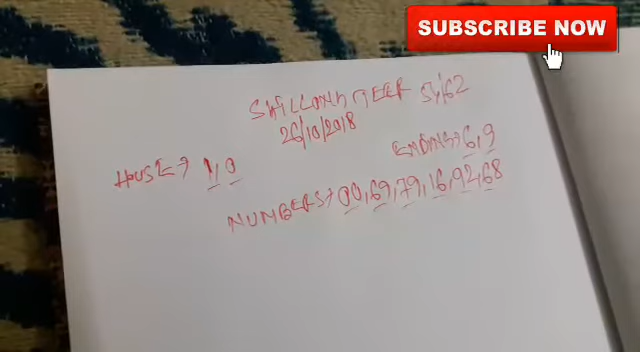 SUBSCRIBE NOW
SHILLONG TEER 54/62
26/10/2018
HOUSE→ 1,0
ENDING→ 6,9
NUMBERS→ 00,69,79,16,92,68